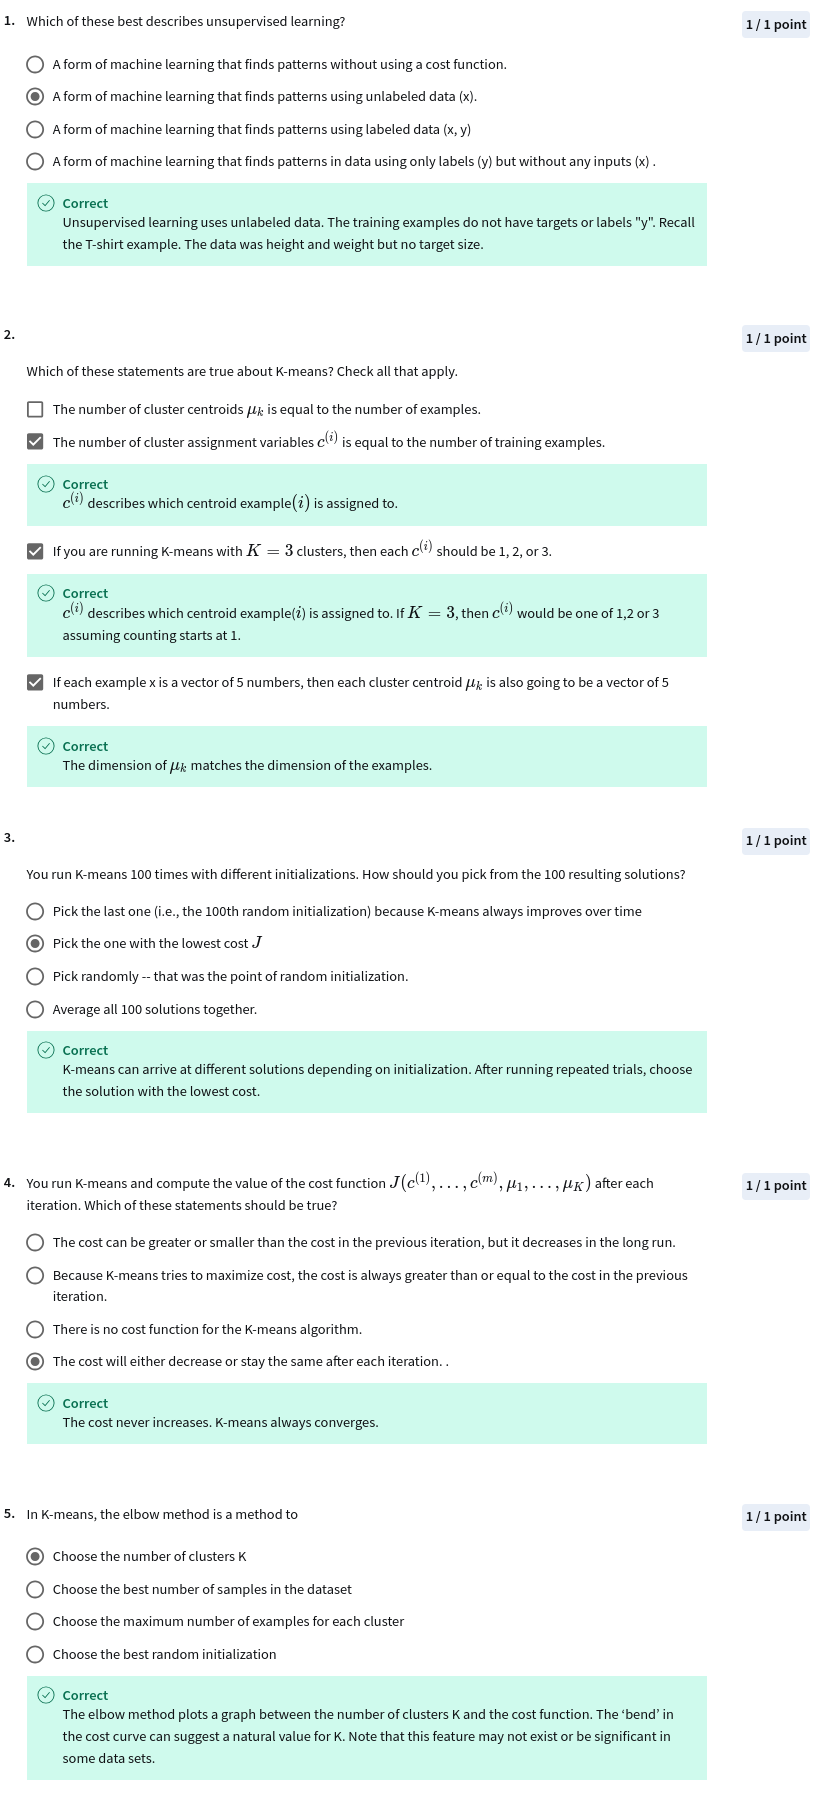 1. Which of these best describes unsupervised learning?
1 / 1 point
A form of machine learning that finds patterns without using a cost function.
A form of machine learning that finds patterns using unlabeled data (x).
A form of machine learning that finds patterns using labeled data (x, y)
A form of machine learning that finds patterns in data using only labels (y) but without any inputs (x) .
Correct
Unsupervised learning uses unlabeled data. The training examples do not have targets or labels "y". Recall
the T-shirt example. The data was height and weight but no target size.
2.
1 / 1 point
Which of these statements are true about K-means? Check all that apply.
The number of cluster centroids μₖ is equal to the number of examples.
The number of cluster assignment variables c⁽ⁱ⁾ is equal to the number of training examples.
Correct
c⁽ⁱ⁾ describes which centroid example(i) is assigned to.
If you are running K-means with K = 3 clusters, then each c⁽ⁱ⁾ should be 1, 2, or 3.
Correct
c⁽ⁱ⁾ describes which centroid example(i) is assigned to. If K = 3, then c⁽ⁱ⁾ would be one of 1,2 or 3
assuming counting starts at 1.
If each example x is a vector of 5 numbers, then each cluster centroid μₖ is also going to be a vector of 5
numbers.
Correct
The dimension of μₖ matches the dimension of the examples.
3.
1 / 1 point
You run K-means 100 times with different initializations. How should you pick from the 100 resulting solutions?
Pick the last one (i.e., the 100th random initialization) because K-means always improves over time
Pick the one with the lowest cost J
Pick randomly -- that was the point of random initialization.
Average all 100 solutions together.
Correct
K-means can arrive at different solutions depending on initialization. After running repeated trials, choose
the solution with the lowest cost.
4. You run K-means and compute the value of the cost function J(c⁽¹⁾, . . . , c⁽ᵐ⁾, μ₁, . . . , μ_K) after each
1 / 1 point
iteration. Which of these statements should be true?
The cost can be greater or smaller than the cost in the previous iteration, but it decreases in the long run.
Because K-means tries to maximize cost, the cost is always greater than or equal to the cost in the previous
iteration.
There is no cost function for the K-means algorithm.
The cost will either decrease or stay the same after each iteration. .
Correct
The cost never increases. K-means always converges.
5. In K-means, the elbow method is a method to
1 / 1 point
Choose the number of clusters K
Choose the best number of samples in the dataset
Choose the maximum number of examples for each cluster
Choose the best random initialization
Correct
The elbow method plots a graph between the number of clusters K and the cost function. The ‘bend’ in
the cost curve can suggest a natural value for K. Note that this feature may not exist or be significant in
some data sets.